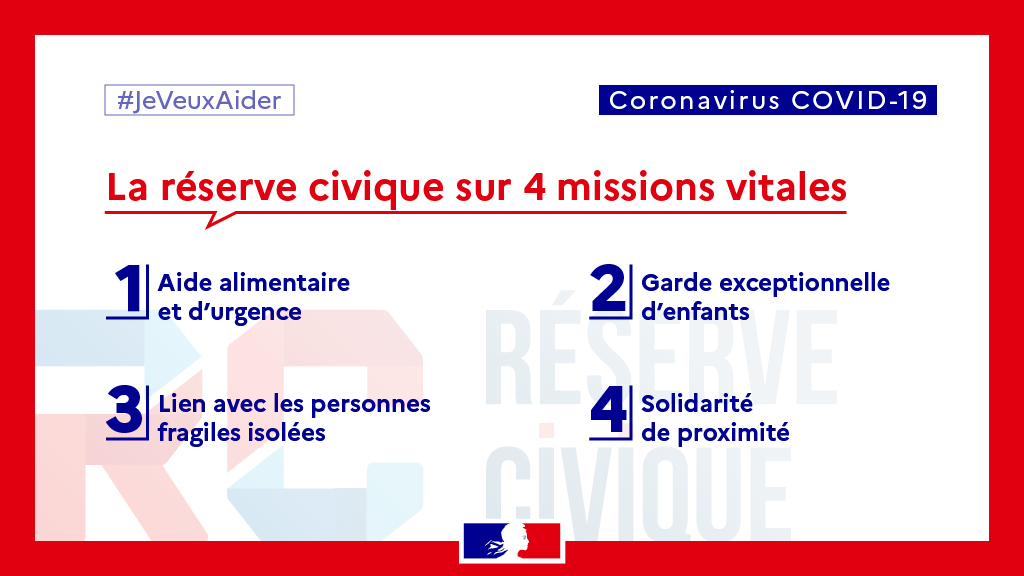 #JeVeuxAider
Coronavirus COVID-19
La réserve civique sur 4 missions vitales
1
Aide alimentaire
et d’urgence
2
Garde exceptionnelle
d’enfants
3
Lien avec les personnes
fragiles isolées
4
Solidarité
de proximité
RC
RÉSERVE
CiVIQUE